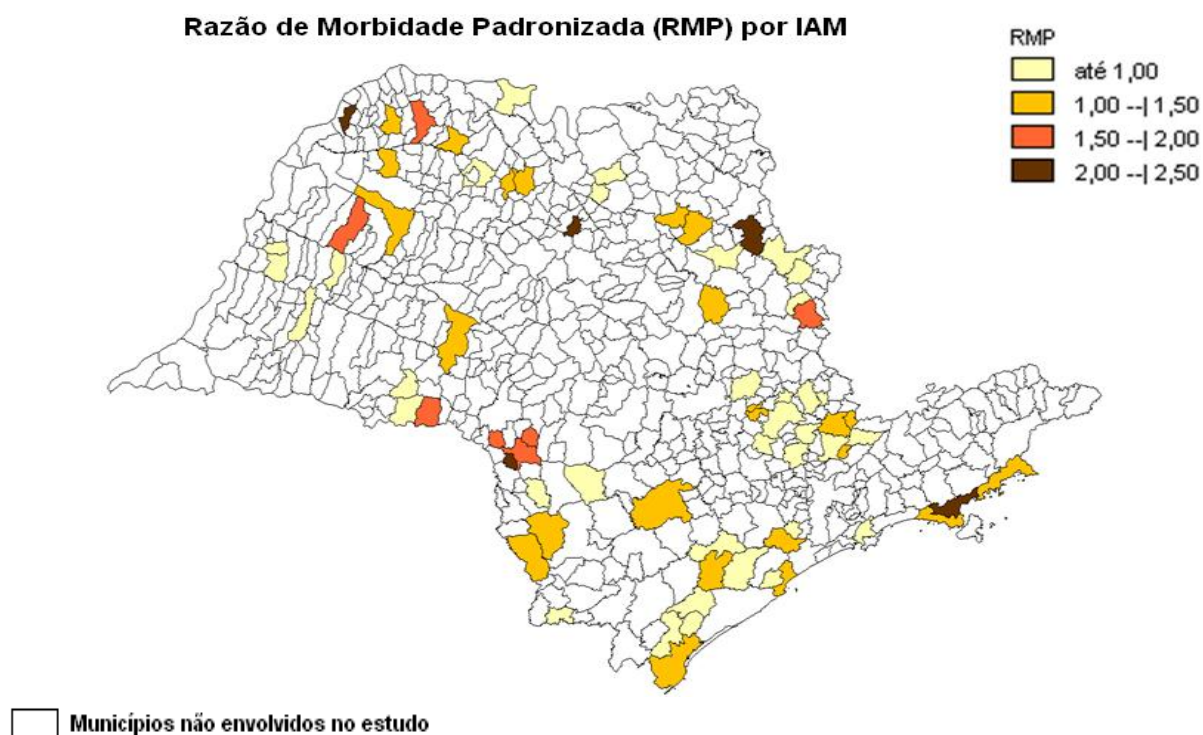 Razão de Morbidade Padronizada (RMP) por IAM
RMP
até 1,00
1,00 --| 1,50
1,50 --| 2,00
2,00 --| 2,50
Municípios não envolvidos no estudo